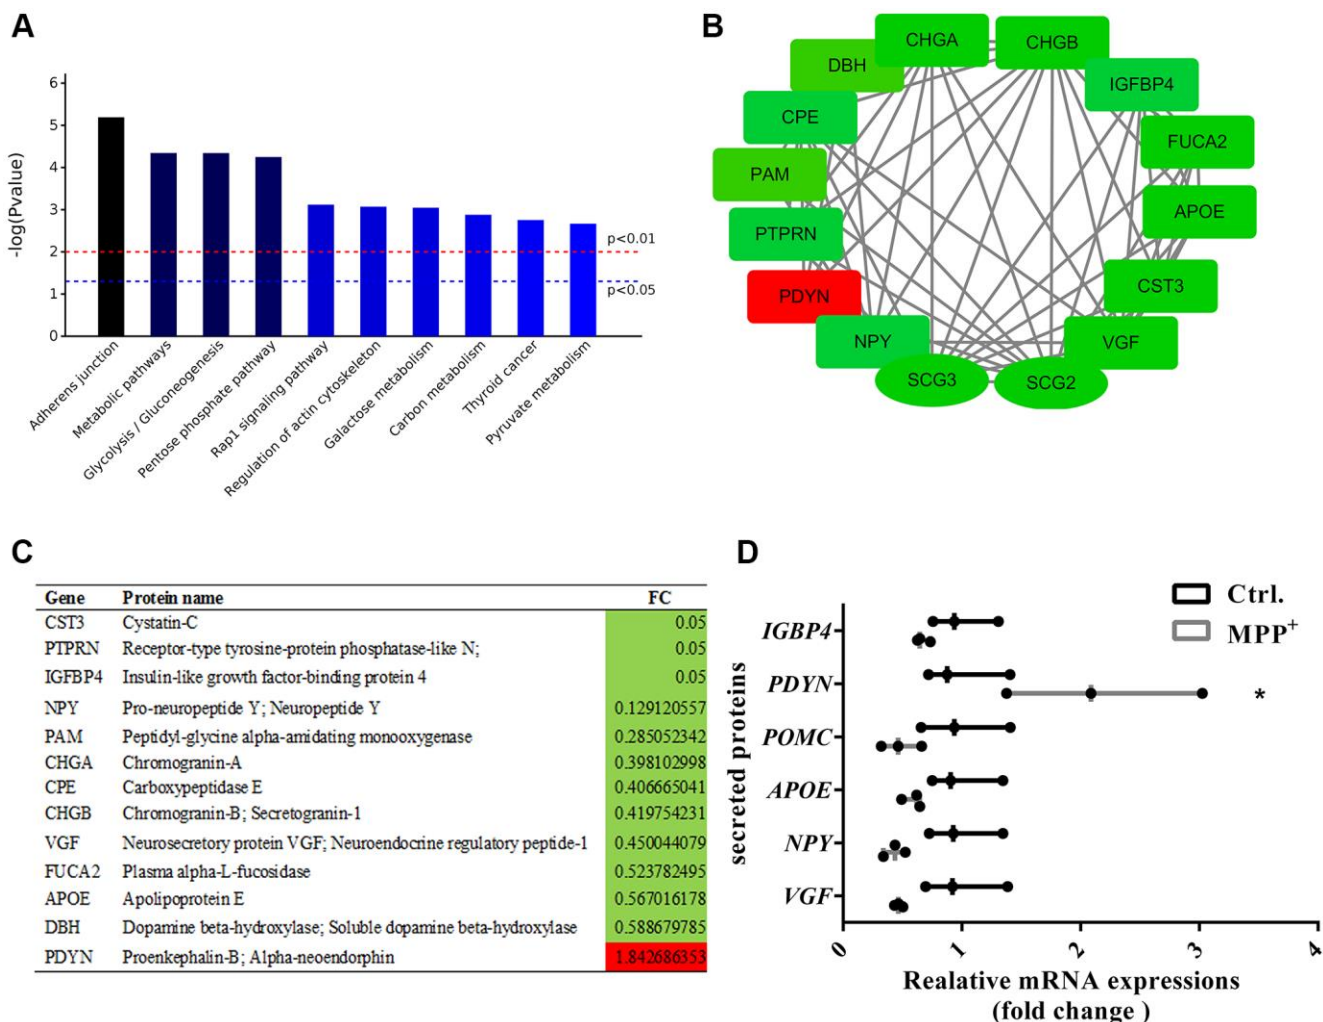 A
-log(Pvalue)
6
5
4
3
2
1
0
p<0.01
p<0.05
Adherens junction
Metabolic pathways
Glycolysis / Gluconeogenesis
Pentose phosphate pathway
Rap1 signaling pathway
Regulation of actin cytoskeleton
Galactose metabolism
Carbon metabolism
Thyroid cancer
Pyruvate metabolism
B
CHGA
CHGB
DBH
IGFBP4
CPE
FUCA2
PAM
APOE
PTPRN
CST3
PDYN
NPY
VGF
SCG3
SCG2
C
Gene Protein name FC
CST3 Cystatin-C 0.05
PTPRN Receptor-type tyrosine-protein phosphatase-like N; 0.05
IGFBP4 Insulin-like growth factor-binding protein 4 0.05
NPY Pro-neuropeptide Y; Neuropeptide Y 0.129120557
PAM Peptidyl-glycine alpha-amidating monooxygenase 0.285052342
CHGA Chromogranin-A 0.398102998
CPE Carboxypeptidase E 0.406665041
CHGB Chromogranin-B; Secretogranin-1 0.419754231
VGF Neurosecretory protein VGF; Neuroendocrine regulatory peptide-1 0.450044079
FUCA2 Plasma alpha-L-fucosidase 0.523782495
APOE Apolipoprotein E 0.567016178
DBH Dopamine beta-hydroxylase; Soluble dopamine beta-hydroxylase 0.588679785
PDYN Proenkephalin-B; Alpha-neoendorphin 1.842686353
D
Ctrl.
MPP+
secreted proteins
IGBP4
PDYN
*
POMC
APOE
NPY
VGF
0 1 2 3 4
Realative mRNA expressions
(fold change )